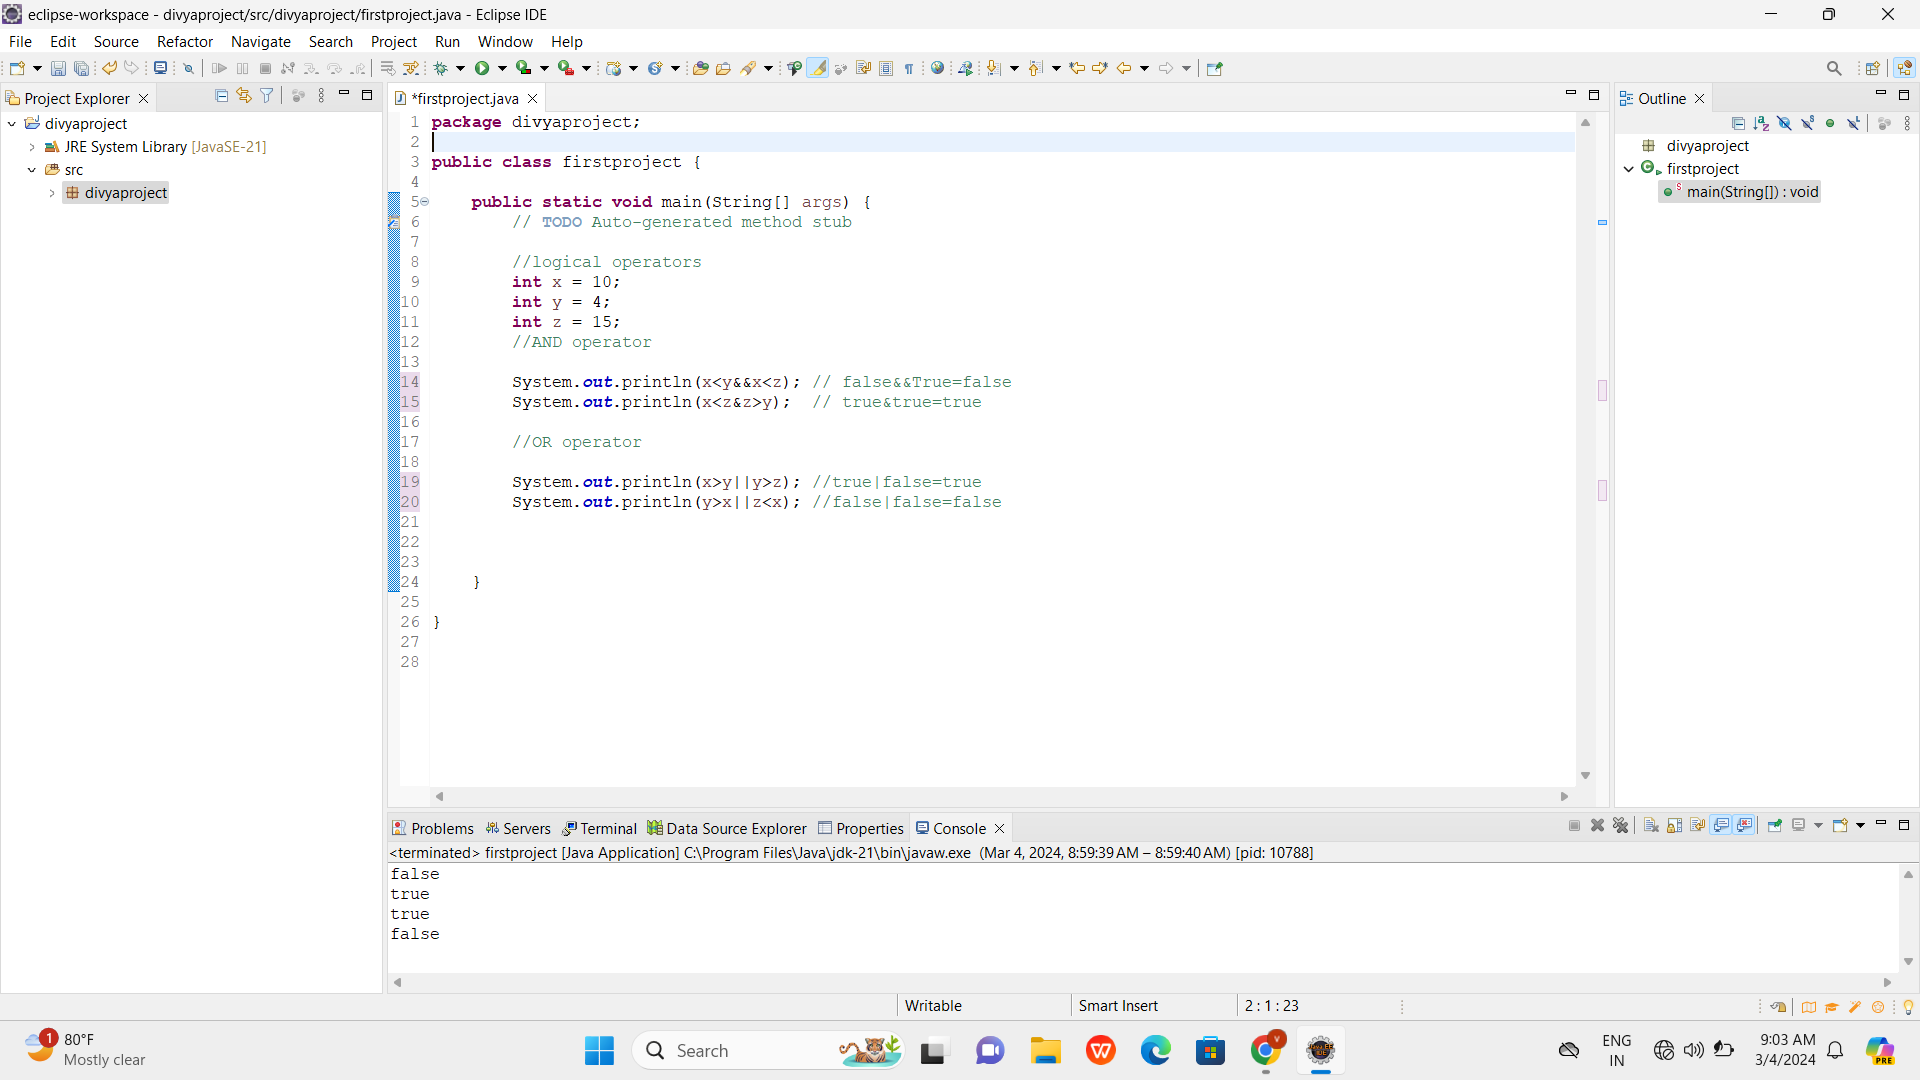 eclipse-workspace - divyaproject/src/divyaproject/firstproject.java - Eclipse IDE
File Edit Source Refactor Navigate Search Project Run Window Help
Project Explorer
divyaproject
JRE System Library [JavaSE-21]
src
divyaproject
*firstproject.java
1 package divyaproject;
2
3 public class firstproject {
4
5 public static void main(String[] args) {
6 // TODO Auto-generated method stub
7
8 //logical operators
9 int x = 10;
10 int y = 4;
11 int z = 15;
12 //AND operator
13
14 System.out.println(x<y&&x<z); // false&&True=false
15 System.out.println(x<z&z>y); // true&true=true
16
17 //OR operator
18
19 System.out.println(x>y||y>z); //true|false=true
20 System.out.println(y>x||z<x); //false|false=false
21
22
23
24 }
25
26 }
27
28
Outline
divyaproject
firstproject
main(String[]) : void
Problems Servers Terminal Data Source Explorer Properties Console
<terminated> firstproject [Java Application] C:\Program Files\Java\jdk-21\bin\javaw.exe (Mar 4, 2024, 8:59:39 AM – 8:59:40 AM) [pid: 10788]
false
true
true
false
Writable Smart Insert 2 : 1 : 23
1 80°F
Mostly clear
Search
ENG
IN
9:03 AM
3/4/2024
PRE